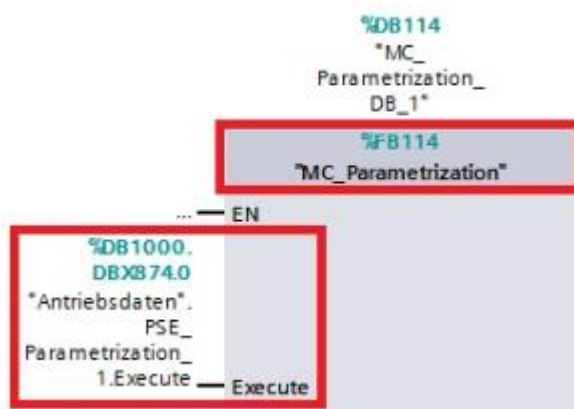 %DB114
"MC_
Parametrization_
DB_1"
%FB114
"MC_Parametrization"
... EN
%DB1000.
DBX874.0
"Antriebsdaten".
PSE_
Parametrization_
1.Execute
Execute